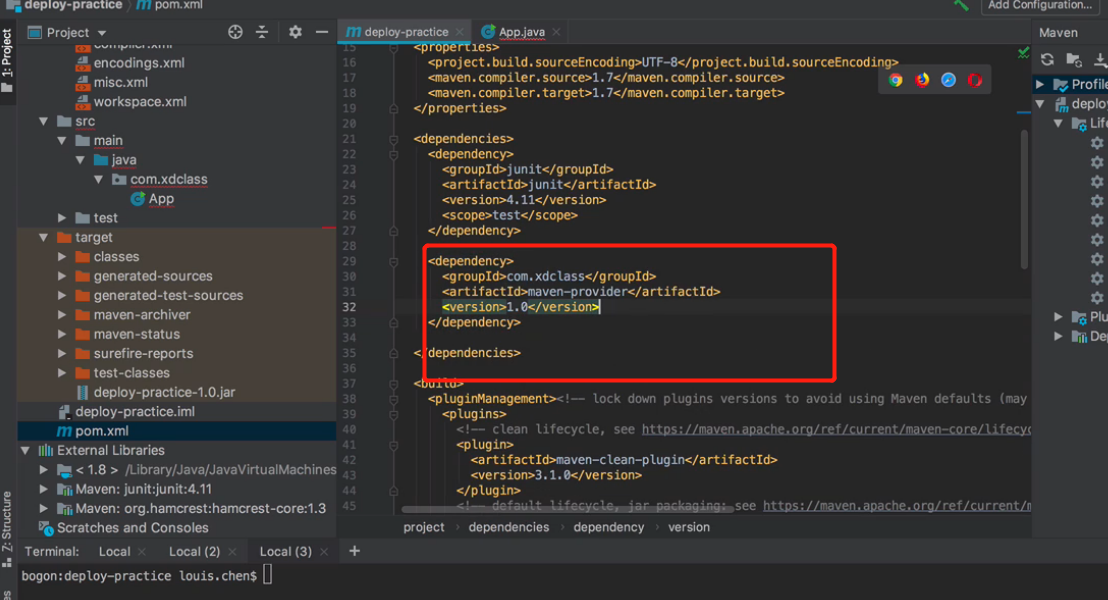 deploy-practice pom.xml
Add Configuration...
Project
deploy-practice
App.java
Maven
1: Project
compiler.xml
encodings.xml
misc.xml
workspace.xml
src
main
java
com.xdclass
App
test
target
classes
generated-sources
generated-test-sources
maven-archiver
maven-status
surefire-reports
test-classes
deploy-practice-1.0.jar
deploy-practice.iml
pom.xml
External Libraries
< 1.8 > /Library/Java/JavaVirtualMachines
Maven: junit:junit:4.11
Maven: org.hamcrest:hamcrest-core:1.3
Scratches and Consoles
15 <properties>
16 <project.build.sourceEncoding>UTF-8</project.build.sourceEncoding>
17 <maven.compiler.source>1.7</maven.compiler.source>
18 <maven.compiler.target>1.7</maven.compiler.target>
19 </properties>
20
21 <dependencies>
22 <dependency>
23 <groupId>junit</groupId>
24 <artifactId>junit</artifactId>
25 <version>4.11</version>
26 <scope>test</scope>
27 </dependency>
28
29 <dependency>
30 <groupId>com.xdclass</groupId>
31 <artifactId>maven-provider</artifactId>
32 <version>1.0</version>
33 </dependency>
34
35 </dependencies>
36
37 <build>
38 <pluginManagement><!-- lock down plugins versions to avoid using Maven defaults (may
39 <plugins>
40 <!-- clean lifecycle, see https://maven.apache.org/ref/current/maven-core/lifecyc
41 <plugin>
42 <artifactId>maven-clean-plugin</artifactId>
43 <version>3.1.0</version>
44 </plugin>
45 <!-- default lifecycle, jar packaging: see https://maven.apache.org/ref/current/m
project › dependencies › dependency › version
Profile
deploy
Life
Plu
De
Z: Structure
Terminal: Local Local (2) Local (3) +
bogon:deploy-practice louis.chen$